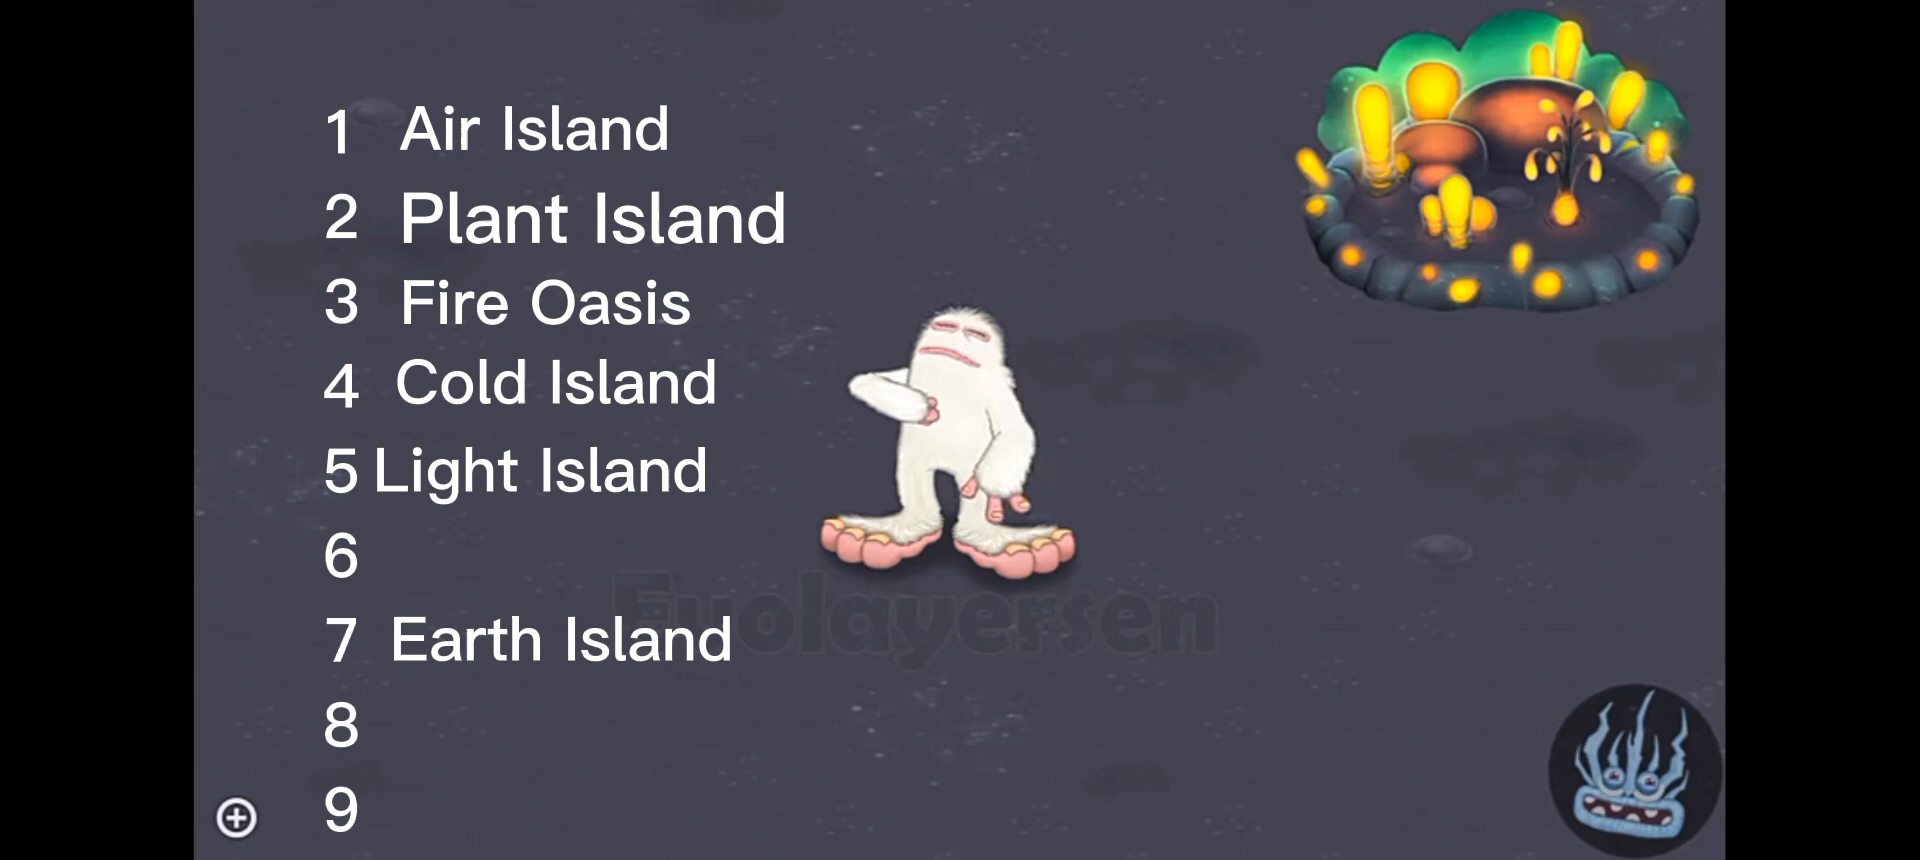 1 Air Island
2 Plant Island
3 Fire Oasis
4 Cold Island
5 Light Island
6
7 Earth Island
8
9